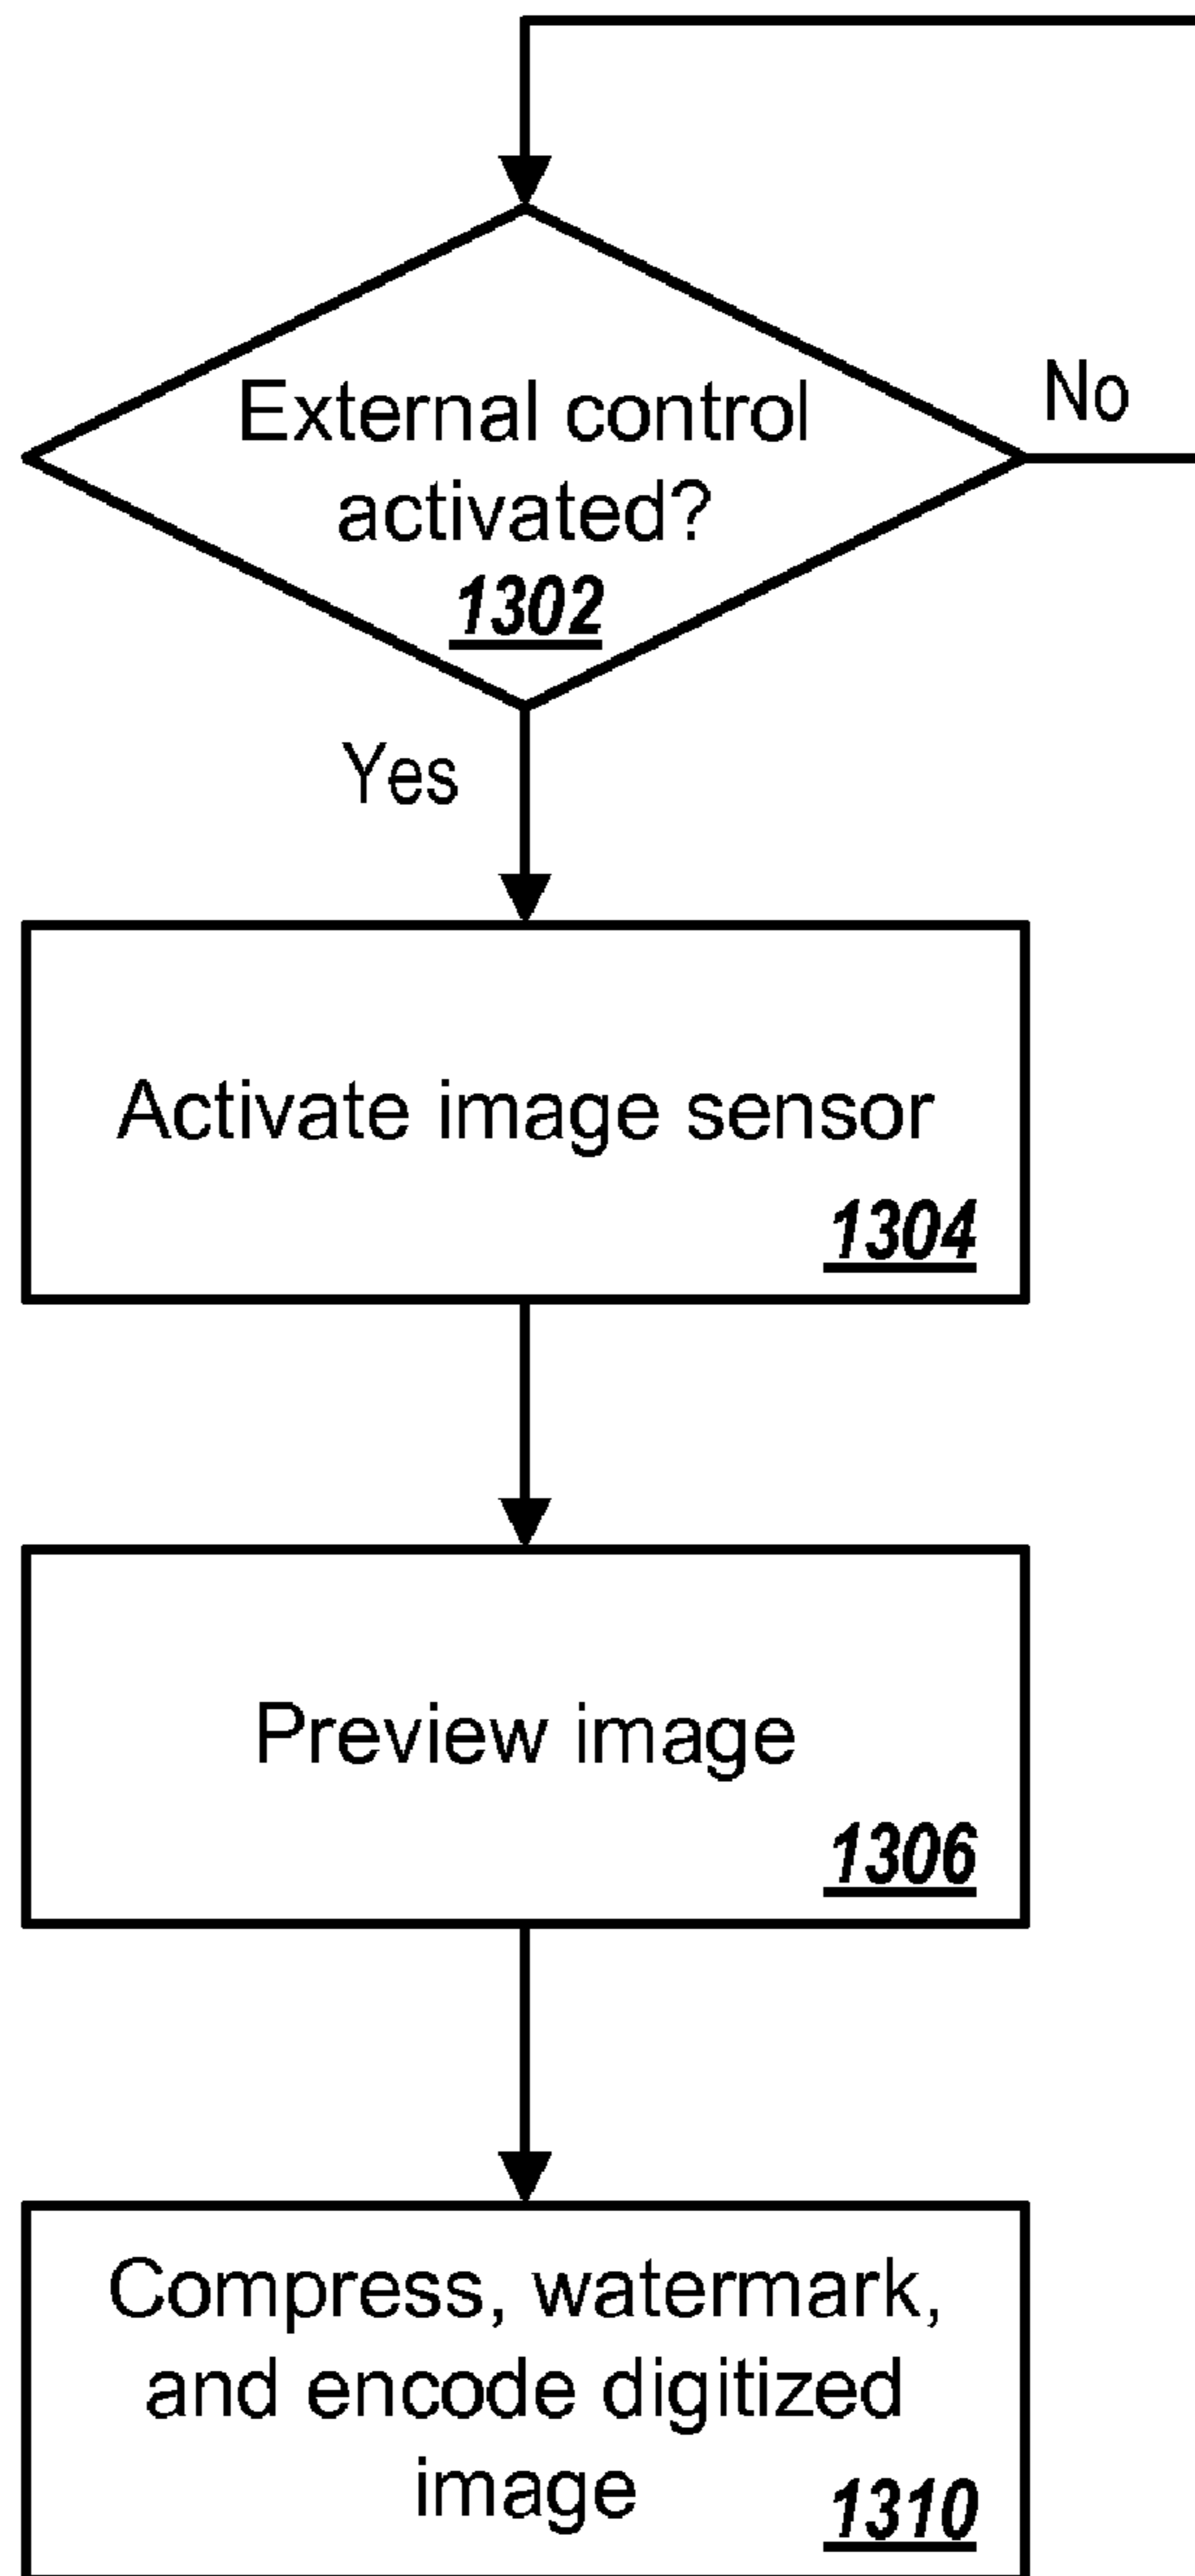 External control
activated?
1302
No
Yes
Activate image sensor
1304
Preview image
1306
Compress, watermark,
and encode digitized
image
1310